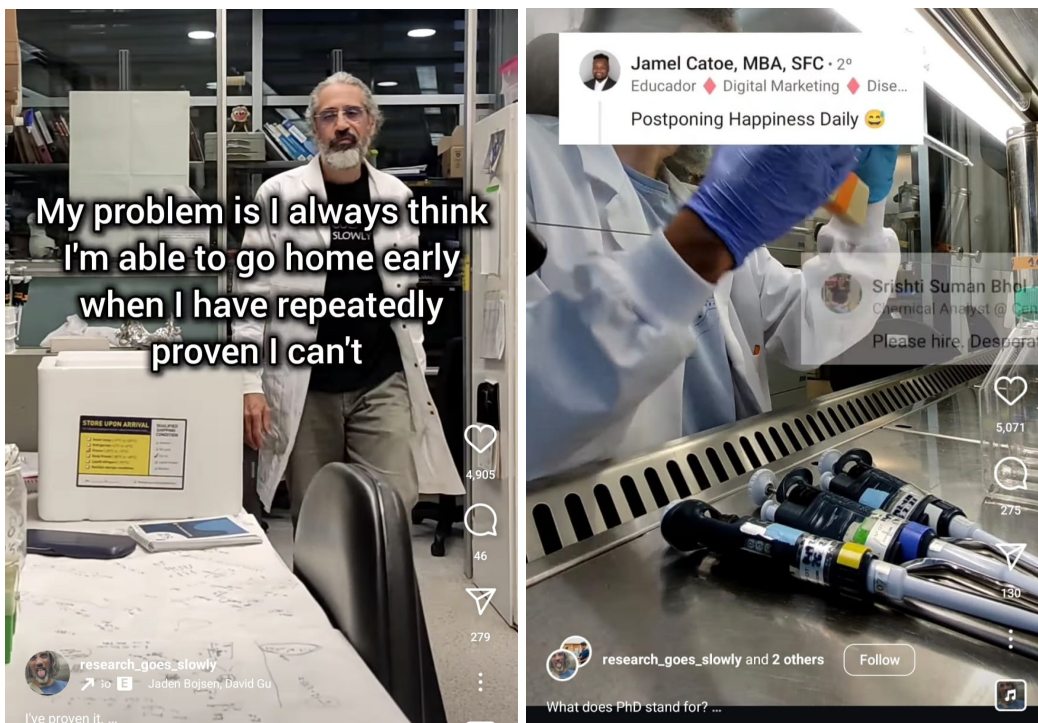 My problem is I always think
I'm able to go home early
when I have repeatedly
proven I can't
SLOWLY
STORE UPON ARRIVAL
4,905
46
279
research_goes_slowly
Jaden Bojsen, David Gu
I've proven it. ...
Jamel Catoe, MBA, SFC · 2º
Educador ♦ Digital Marketing ♦ Dise...
Postponing Happiness Daily 😅
Srishti Suman Bhol
Chemical Analyst @
Please hire, Desperat
5,071
275
130
research_goes_slowly and 2 others
Follow
What does PhD stand for? ...